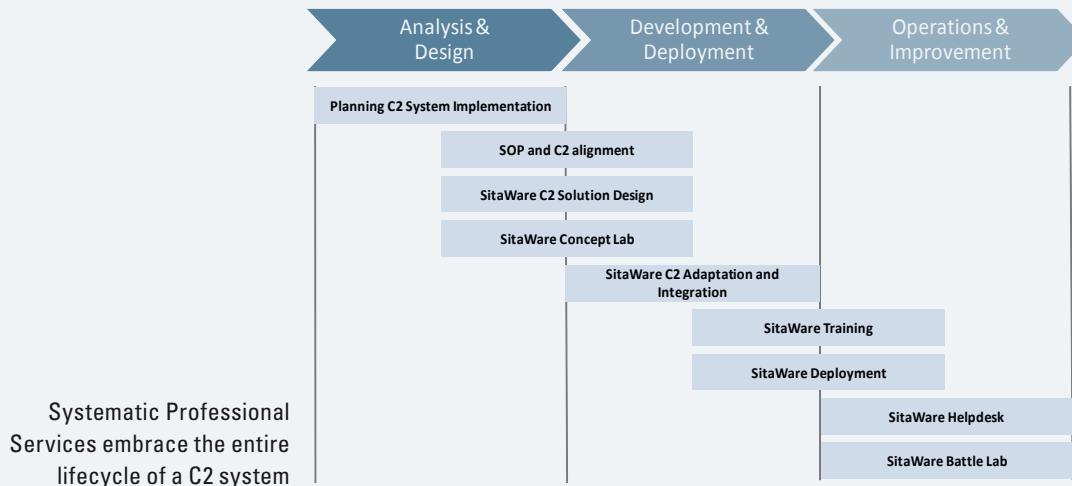 Analysis &
Design
Development &
Deployment
Operations &
Improvement
Planning C2 System Implementation
SOP and C2 alignment
SitaWare C2 Solution Design
SitaWare Concept Lab
SitaWare C2 Adaptation and
Integration
SitaWare Training
SitaWare Deployment
SitaWare Helpdesk
SitaWare Battle Lab
Systematic Professional
Services embrace the entire
lifecycle of a C2 system